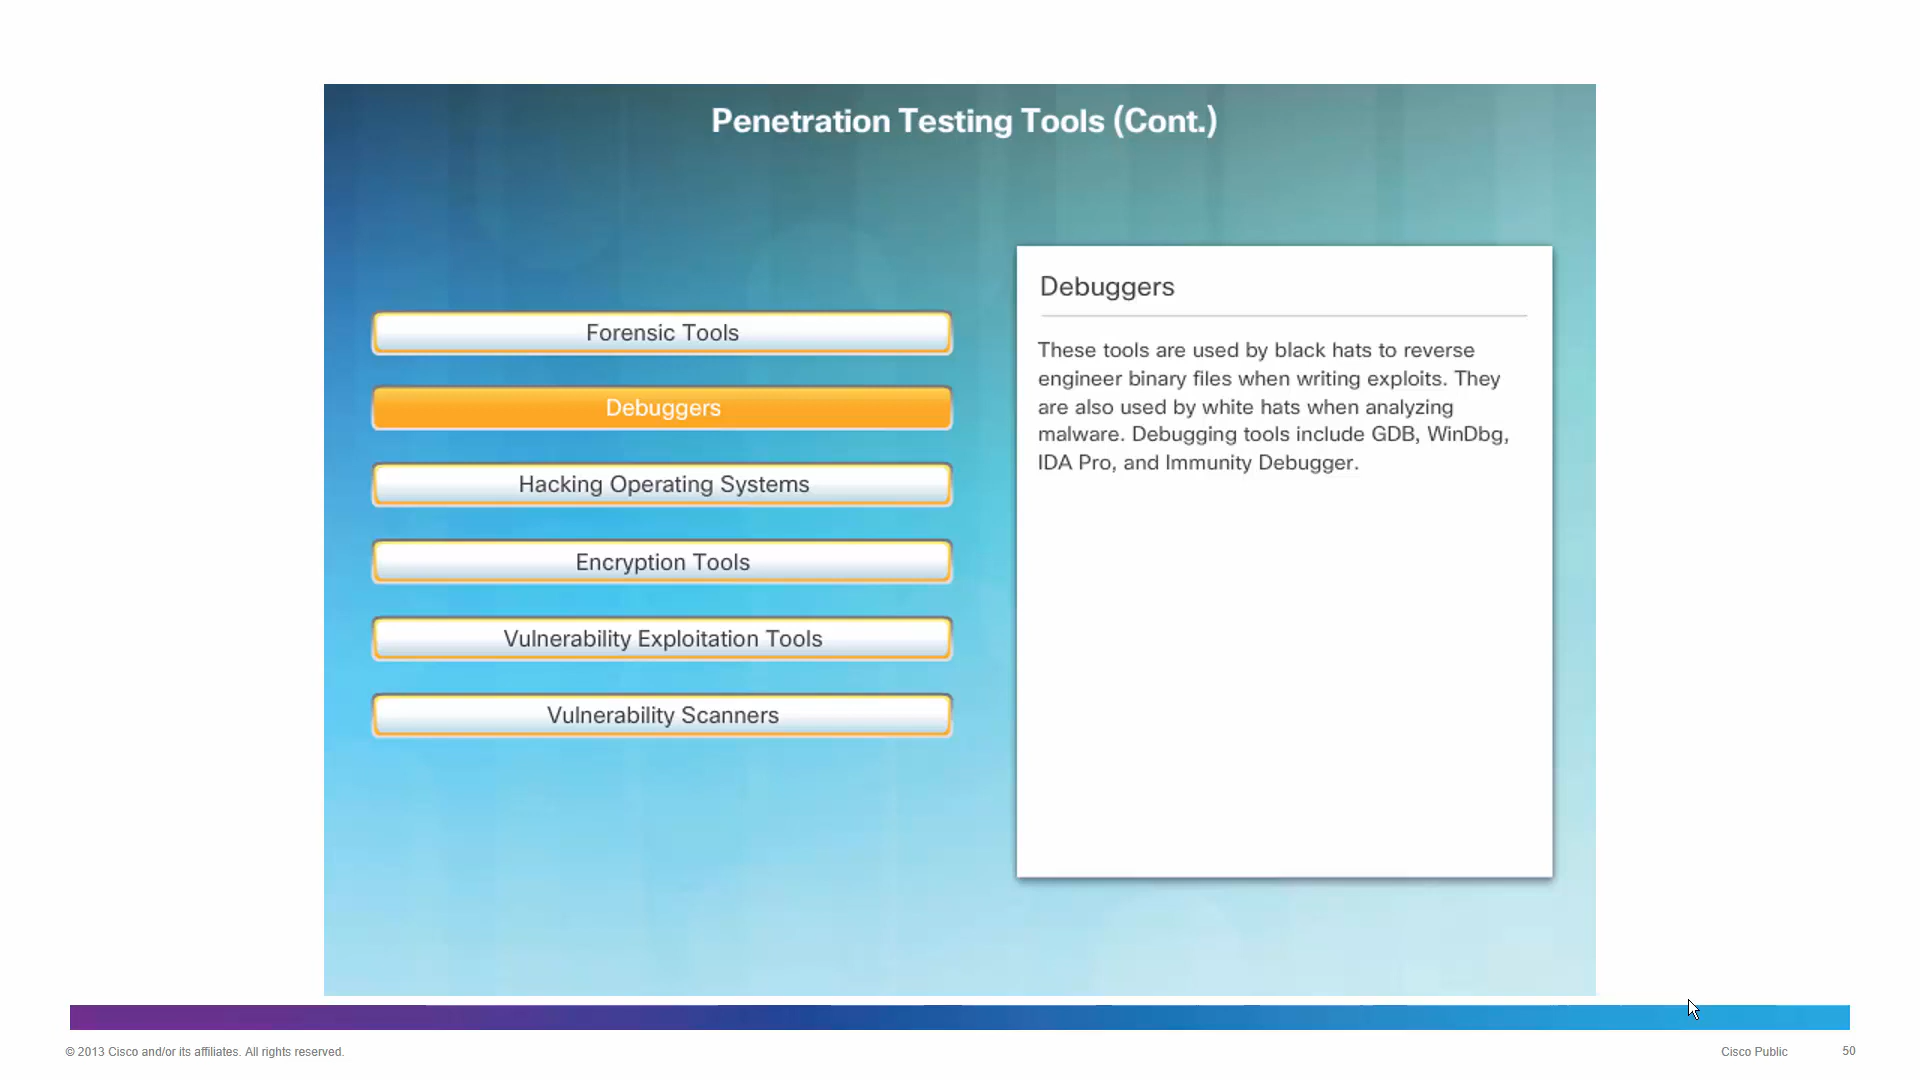 Penetration Testing Tools (Cont.)
Forensic Tools
Debuggers
Hacking Operating Systems
Encryption Tools
Vulnerability Exploitation Tools
Vulnerability Scanners
Debuggers
These tools are used by black hats to reverse
engineer binary files when writing exploits. They
are also used by white hats when analyzing
malware. Debugging tools include GDB, WinDbg,
IDA Pro, and Immunity Debugger.
© 2013 Cisco and/or its affiliates. All rights reserved.
Cisco Public
50